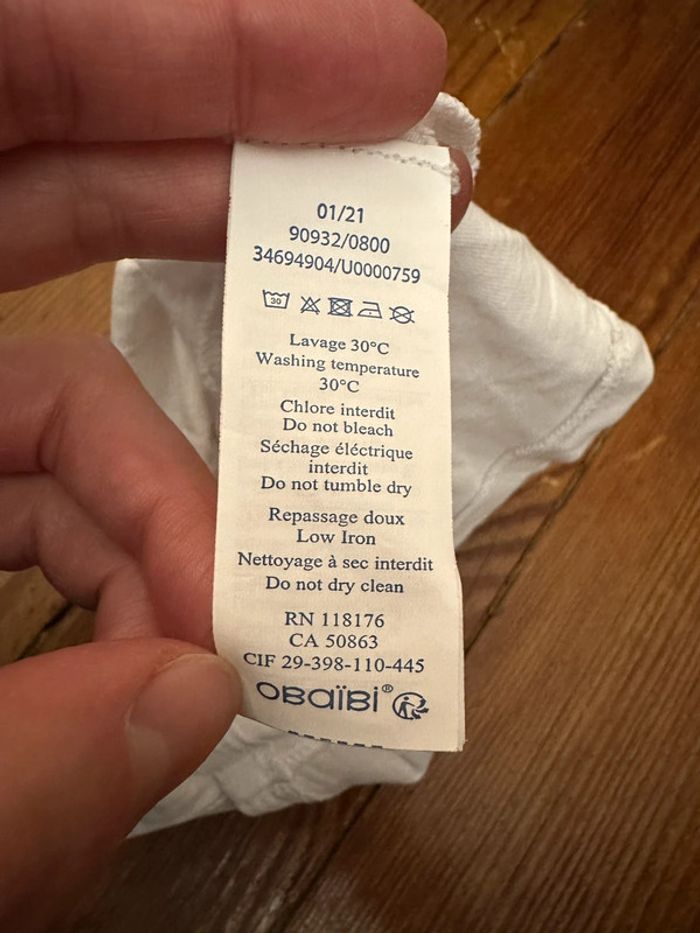 01/21
90932/0800
34694904/U0000759
30
Lavage 30°C
Washing temperature
30°C
Chlore interdit
Do not bleach
Séchage éléctrique
interdit
Do not tumble dry
Repassage doux
Low Iron
Nettoyage à sec interdit
Do not dry clean
RN 118176
CA 50863
CIF 29-398-110-445
OBaïBi®